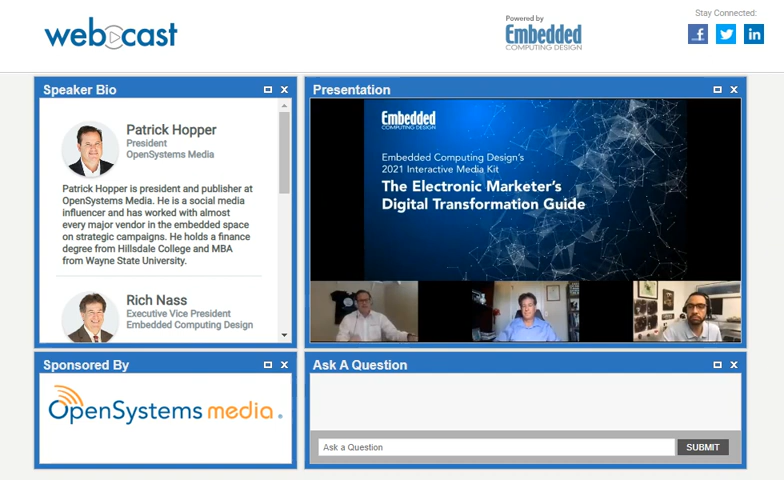 webcast
Powered by
Embedded
COMPUTING DESIGN
Stay Connected:
Speaker Bio
Patrick Hopper
President
OpenSystems Media
Patrick Hopper is president and publisher at
OpenSystems Media. He is a social media
influencer and has worked with almost
every major vendor in the embedded space
on strategic campaigns. He holds a finance
degree from Hillsdale College and MBA
from Wayne State University.
Rich Nass
Executive Vice President
Embedded Computing Design
Presentation
Embedded
COMPUTING DESIGN
Embedded Computing Design's
2021 Interactive Media Kit
The Electronic Marketer's
Digital Transformation Guide
Sponsored By
OpenSystems media®
Ask A Question
Ask a Question
SUBMIT